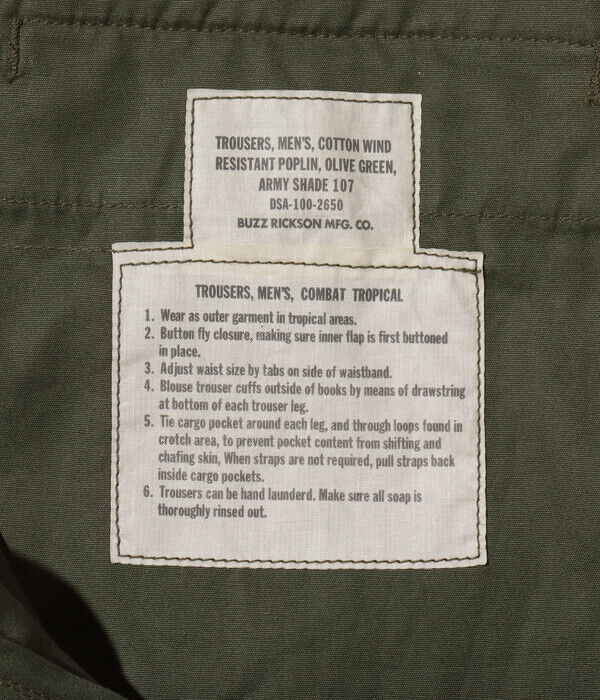 TROUSERS, MEN'S, COTTON WIND
RESISTANT POPLIN, OLIVE GREEN,
ARMY SHADE 107
DSA-100-2650
BUZZ RICKSON MFG. CO.
TROUSERS, MEN'S, COMBAT TROPICAL
1. Wear as outer garment in tropical areas.
2. Button fly closure, making sure inner flap is first buttoned
in place.
3. Adjust waist size by tabs on side of waistband.
4. Blouse trouser cuffs outside of books by means of drawstring
at bottom of each trouser leg.
5. Tie cargo pocket around each leg, and through loops found in
crotch area, to prevent pocket content from shifting and
chafing skin, When straps are not required, pull straps back
inside cargo pockets.
6. Trousers can be hand launderd. Make sure all soap is
thoroughly rinsed out.